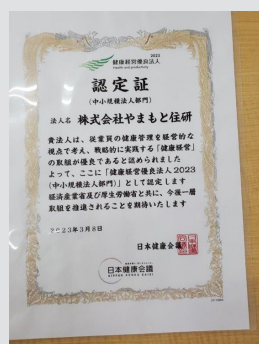 2023
健康経営優良法人
Health and productivity
認定証
(中小規模法人部門)
法人名 株式会社やまもと住研
貴法人は、従業員の健康管理を経営的な
視点で考え、戦略的に実践する「健康経営」
の取組が優良であると認められました
よって、ここに「健康経営優良法人2023
(中小規模法人部門)」として認定します
経済産業省及び厚生労働省と共に、今後一層
取組を推進されることを期待いたします
2023年3月8日
日本健康会議
日本健康会議
NIPPON KENKO KAIGI